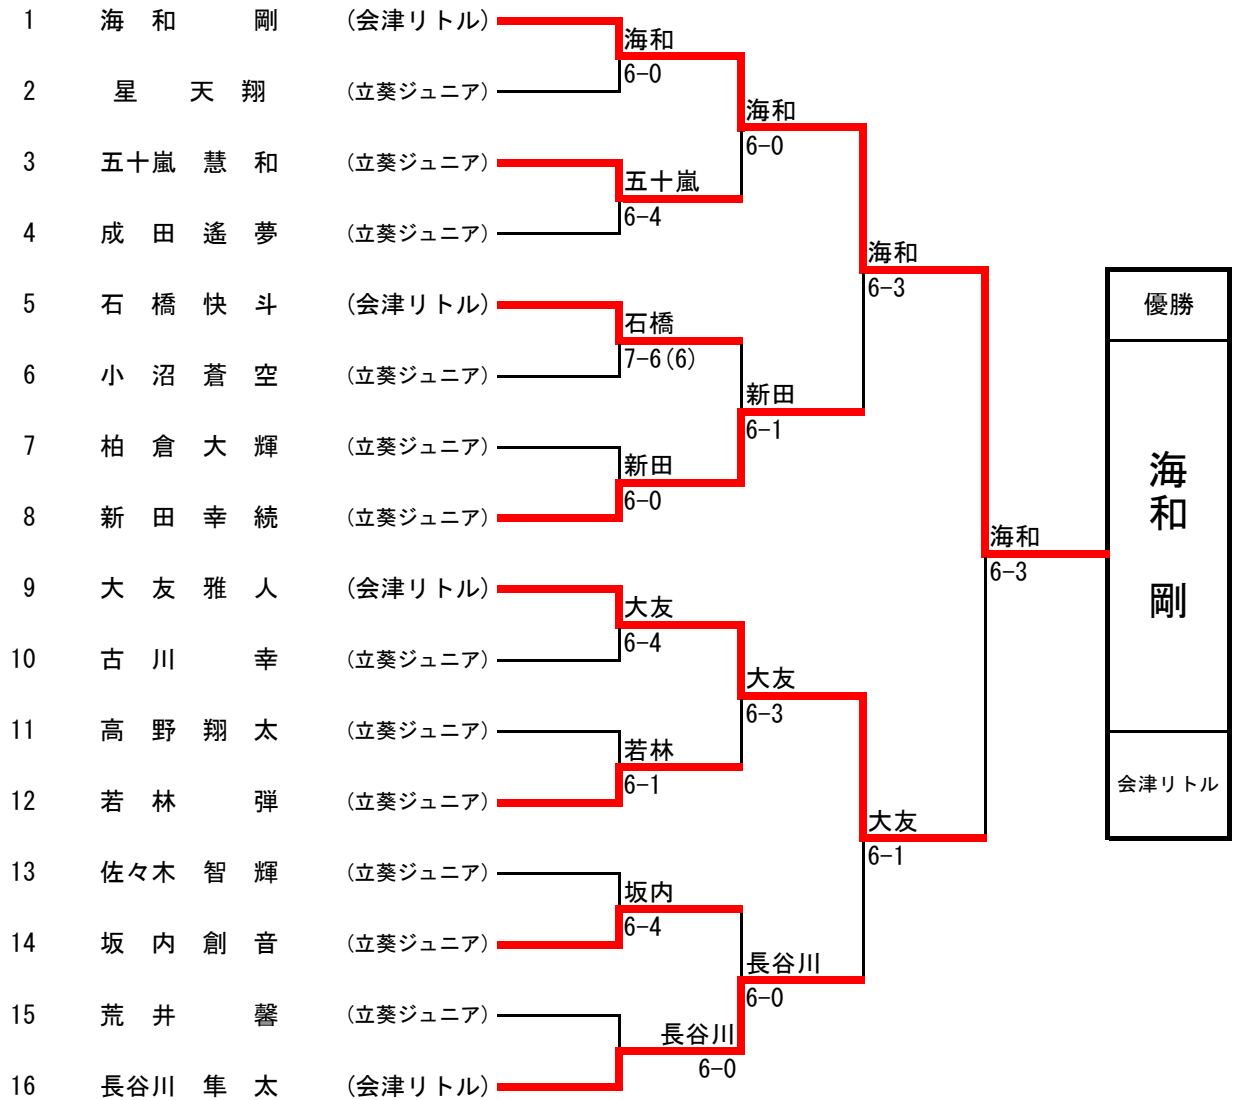 1 海和 剛 (会津リトル)
海和
6-0
2 星 天翔 (立葵ジュニア)
海和
6-0
3 五十嵐 慧和 (立葵ジュニア)
五十嵐
6-4
4 成田遙夢 (立葵ジュニア)
海和
6-3
5 石橋快斗 (会津リトル)
石橋
7-6(6)
6 小沼蒼空 (立葵ジュニア)
新田
6-1
7 柏倉大輝 (立葵ジュニア)
新田
6-0
8 新田幸続 (立葵ジュニア)
海和
6-3
9 大友雅人 (会津リトル)
大友
6-4
10 古川 幸 (立葵ジュニア)
大友
6-3
11 高野翔太 (立葵ジュニア)
若林
6-1
12 若林 弾 (立葵ジュニア)
大友
6-1
13 佐々木 智輝 (立葵ジュニア)
坂内
6-4
14 坂内創音 (立葵ジュニア)
長谷川
6-0
15 荒井 馨 (立葵ジュニア)
長谷川
6-0
16 長谷川 隼太 (会津リトル)
優勝
海和 剛
会津リトル